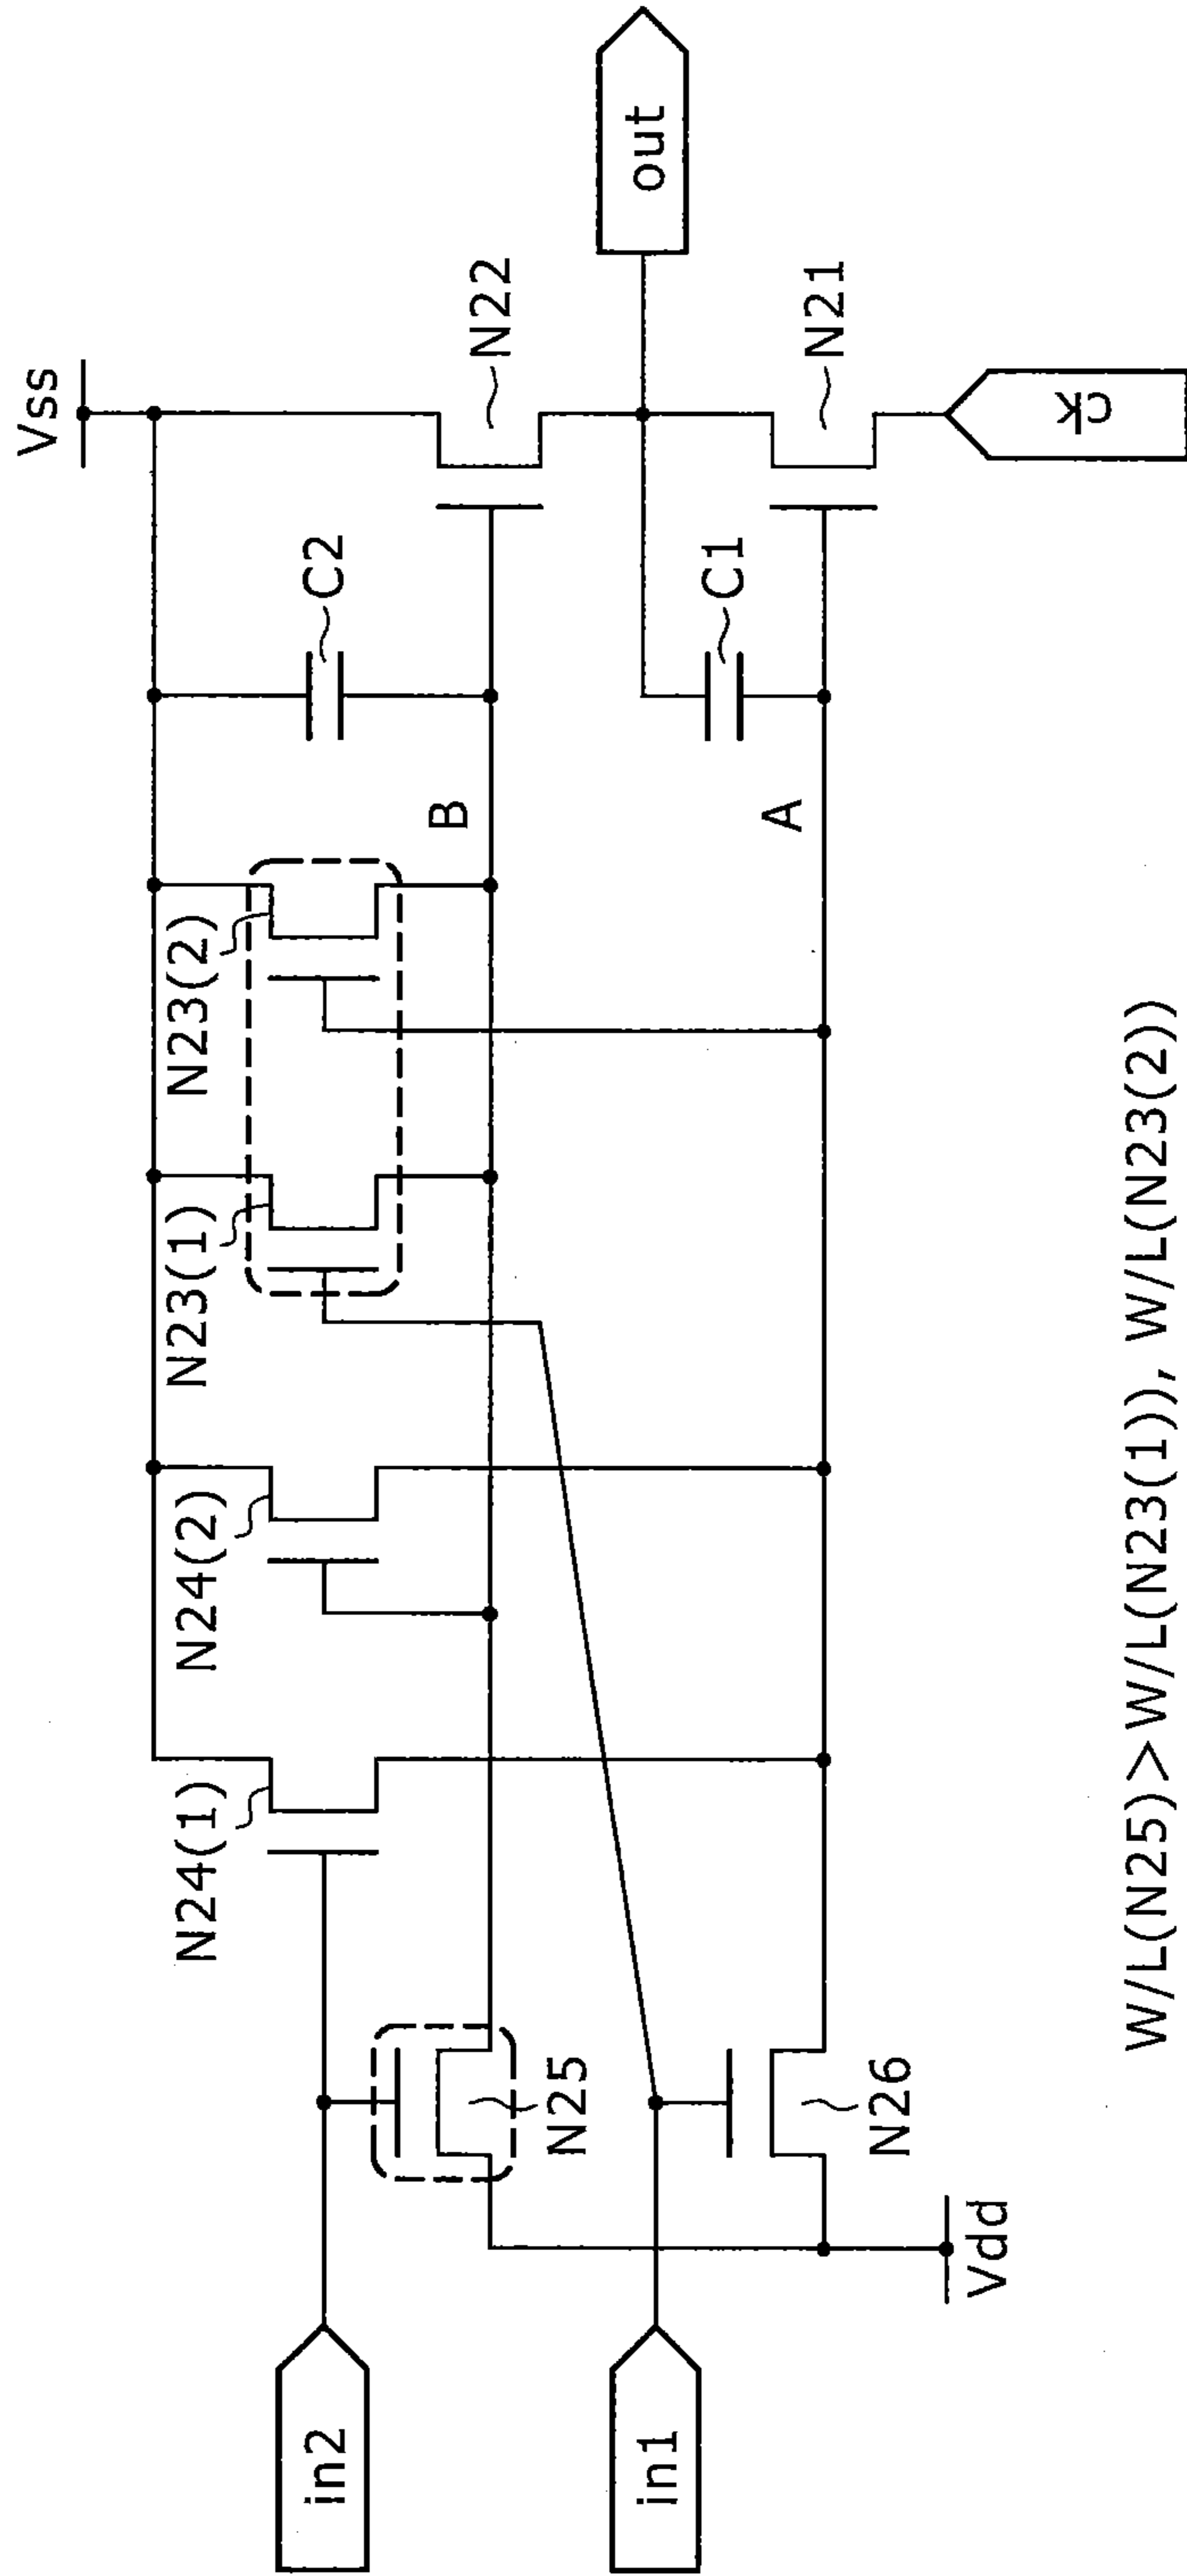 Vss
N24(1)
N24(2)
N23(1)
N23(2)
C2
N22
B
in2
N25
out
C1
A
N21
in1
N26
Vdd
ck
W/L(N25)>W/L(N23(1)), W/L(N23(2))